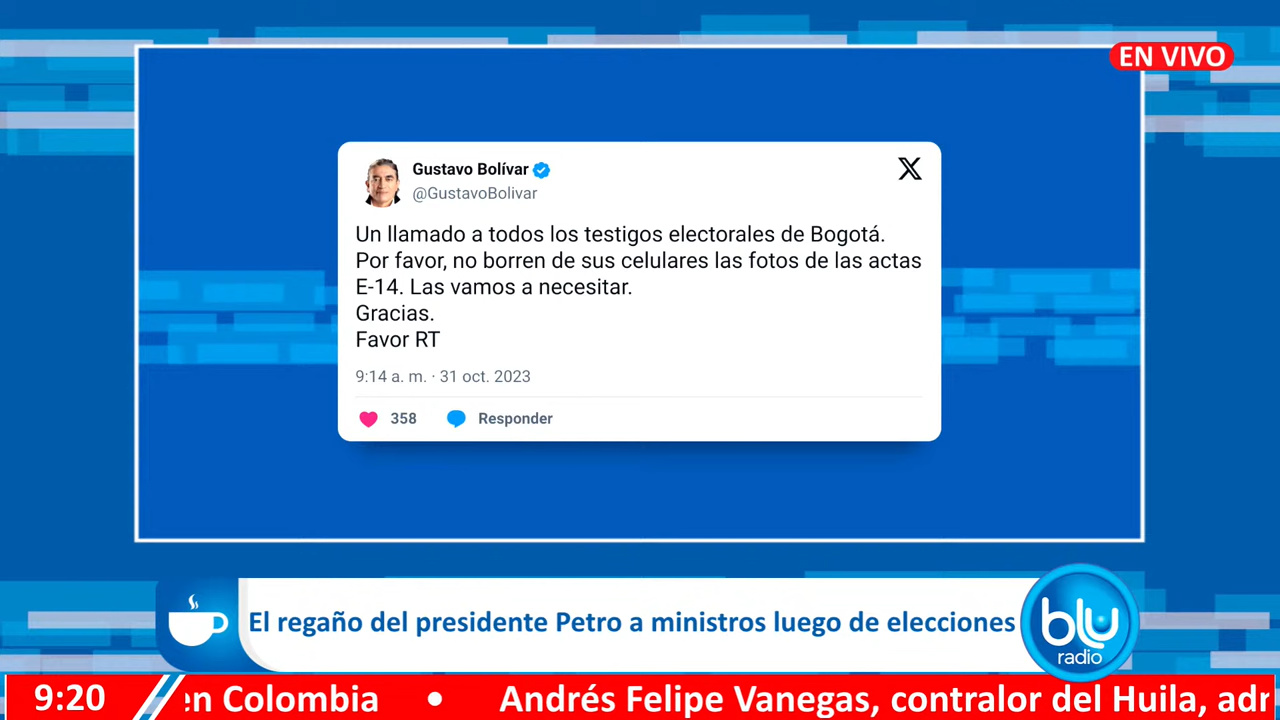 EN VIVO
Gustavo Bolívar
@GustavoBolivar
Un llamado a todos los testigos electorales de Bogotá.
Por favor, no borren de sus celulares las fotos de las actas
E-14. Las vamos a necesitar.
Gracias.
Favor RT
9:14 a. m. · 31 oct. 2023
358 Responder
El regaño del presidente Petro a ministros luego de elecciones
blu
radio
9:20 en Colombia • Andrés Felipe Vanegas, contralor del Huila,